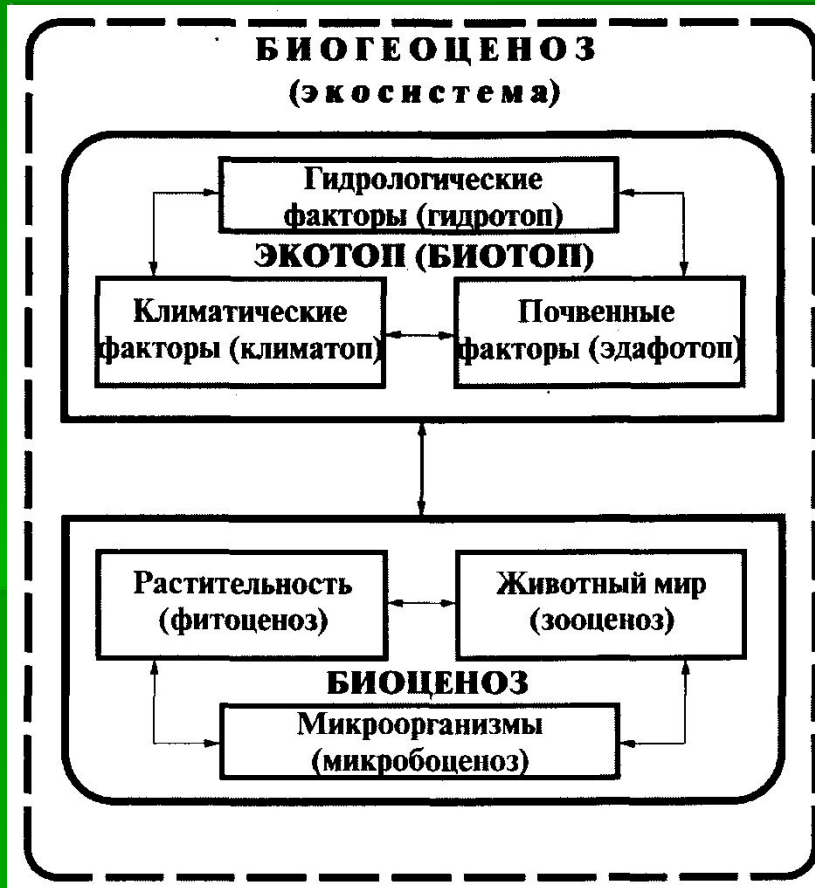 БИОГЕОЦЕНОЗ
(экосистема)
Гидрологические
факторы (гидротоп)
ЭКОТОП (БИОТОП)
Климатические
факторы (климатоп)
Почвенные
факторы (эдафотоп)
Растительность
(фитоценоз)
Животный мир
(зооценоз)
БИОЦЕНОЗ
Микроорганизмы
(микробоценоз)